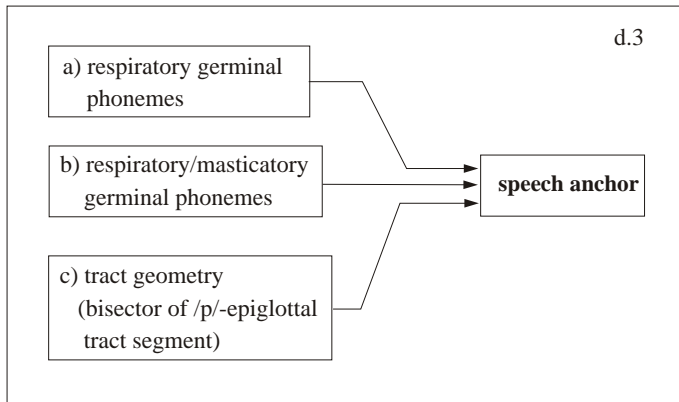 d.3
a) respiratory germinal
phonemes
b) respiratory/masticatory
germinal phonemes
speech anchor
c) tract geometry
(bisector of /p/-epiglottal
tract segment)